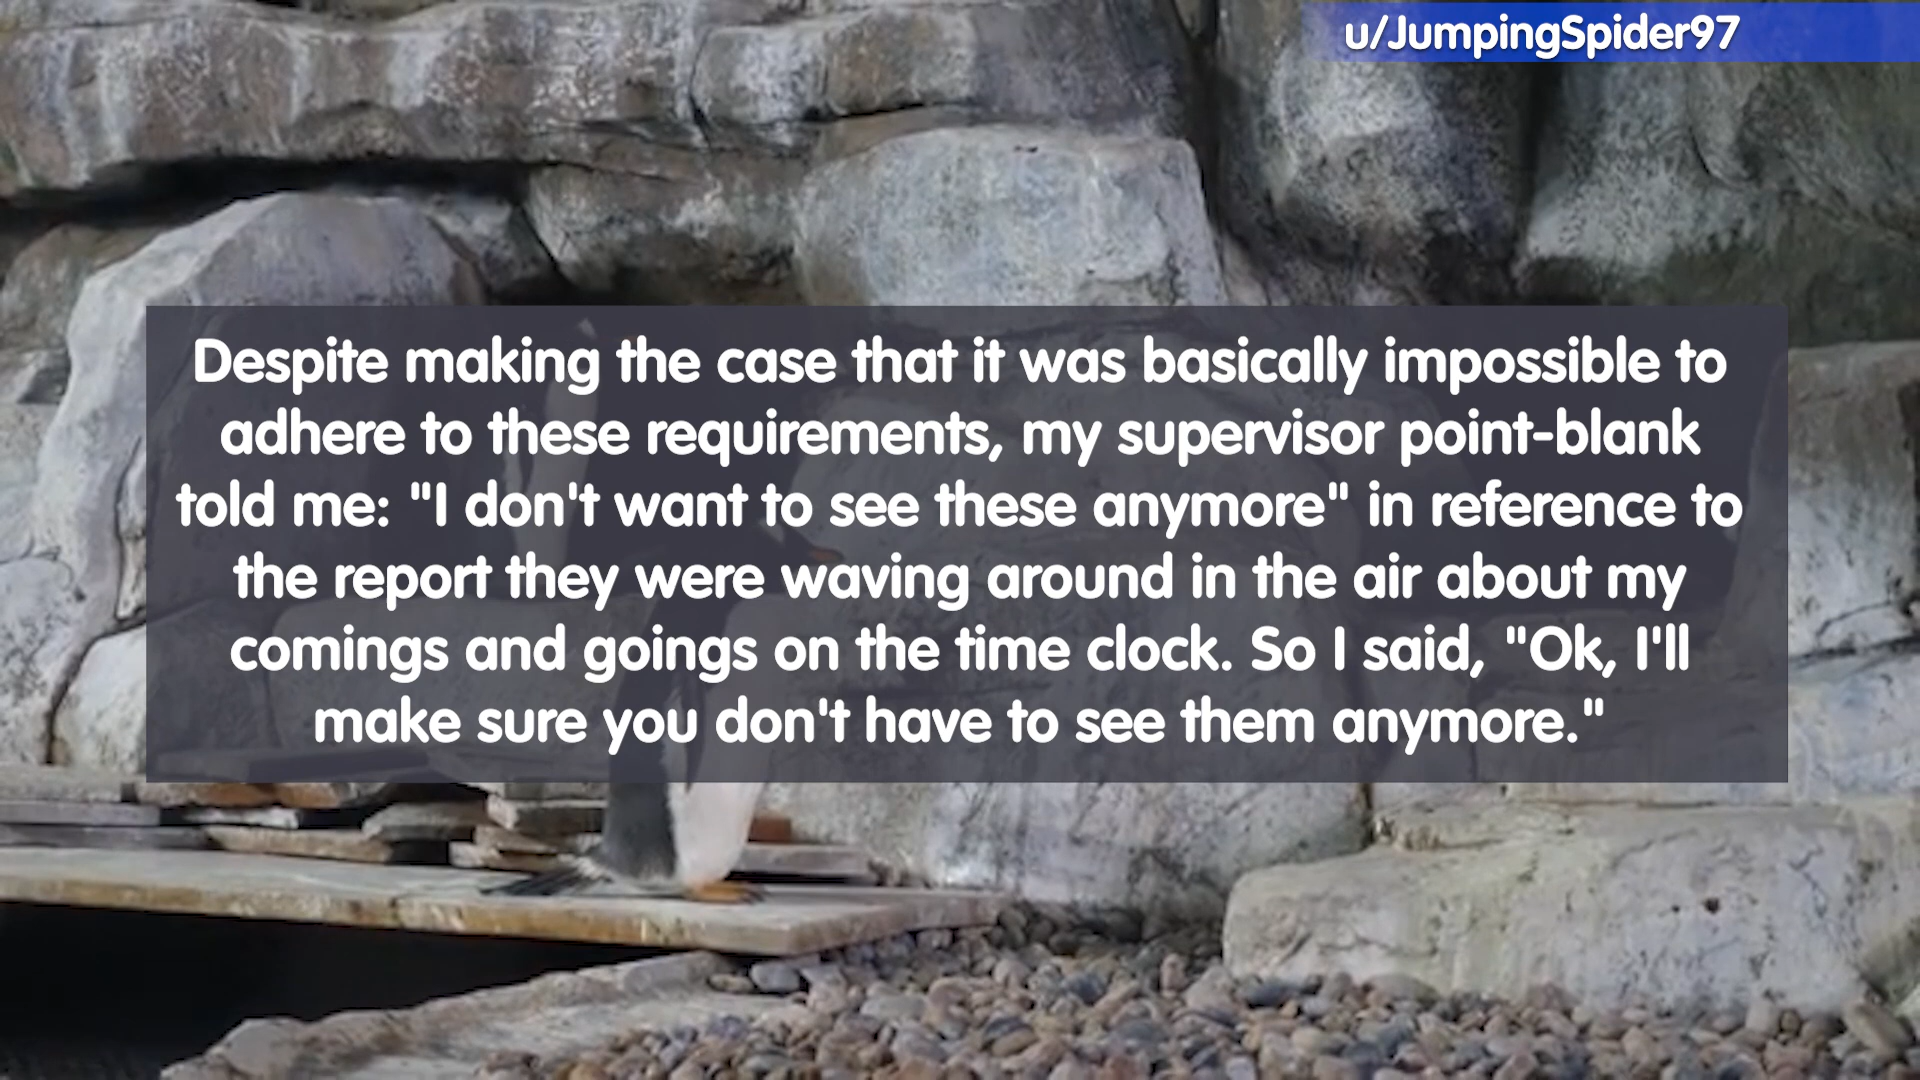 u/JumpingSpider97
Despite making the case that it was basically impossible to
adhere to these requirements, my supervisor point-blank
told me: "I don't want to see these anymore" in reference to
the report they were waving around in the air about my
comings and goings on the time clock. So I said, "Ok, I'll
make sure you don't have to see them anymore."